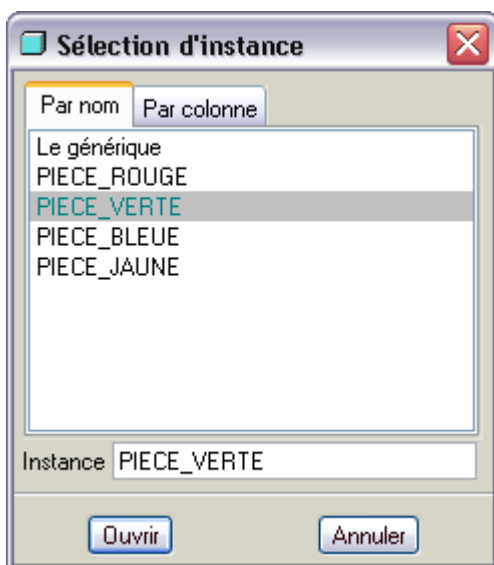 Sélection d'instance
Par nom Par colonne
Le générique
PIECE_ROUGE
PIECE_VERTE
PIECE_BLEUE
PIECE_JAUNE
Instance PIECE_VERTE
Ouvrir Annuler